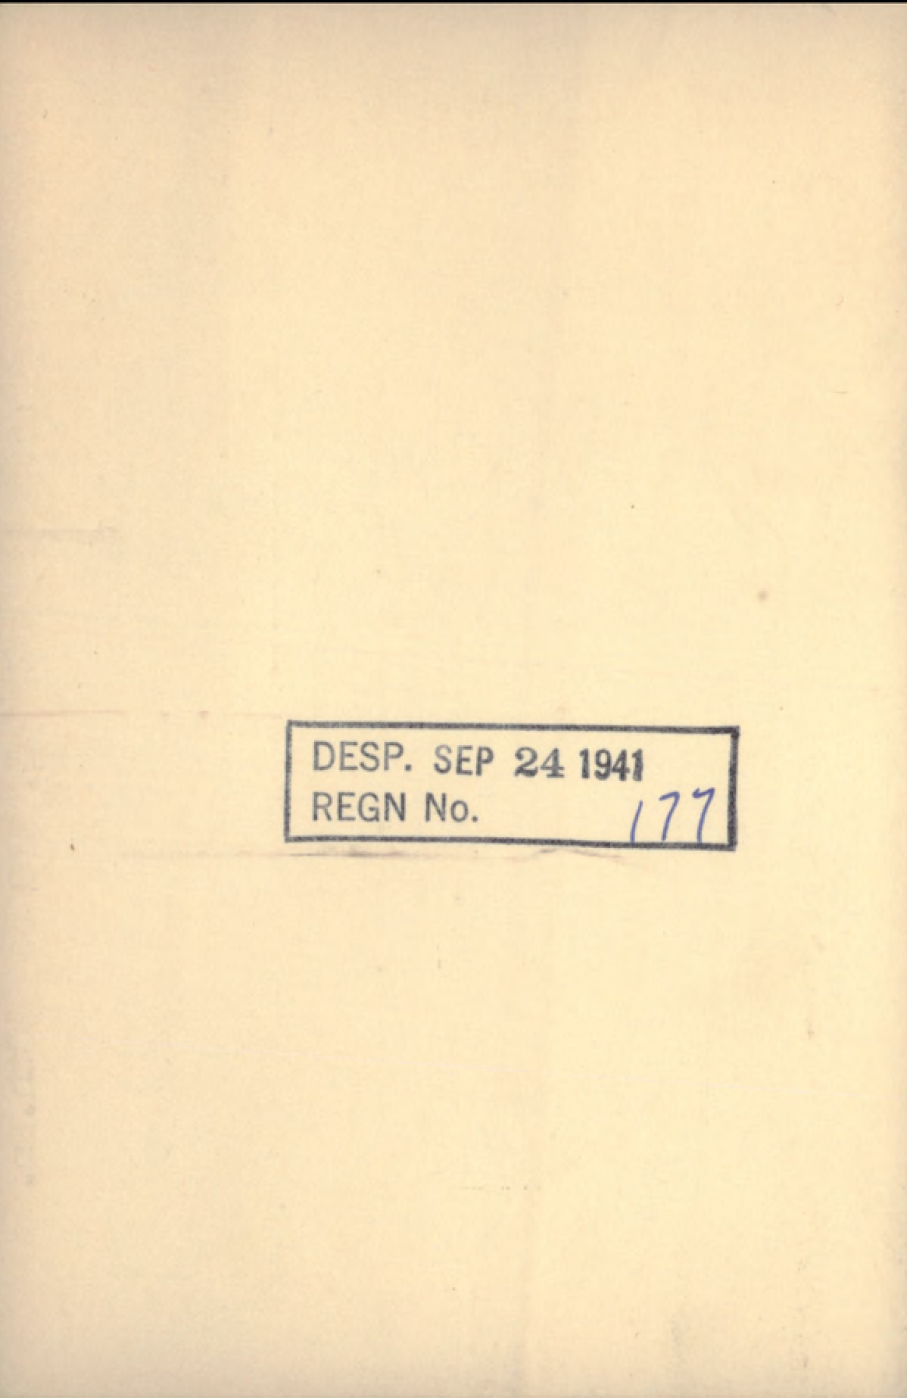 DESP. SEP 24 1941
REGN No. 177